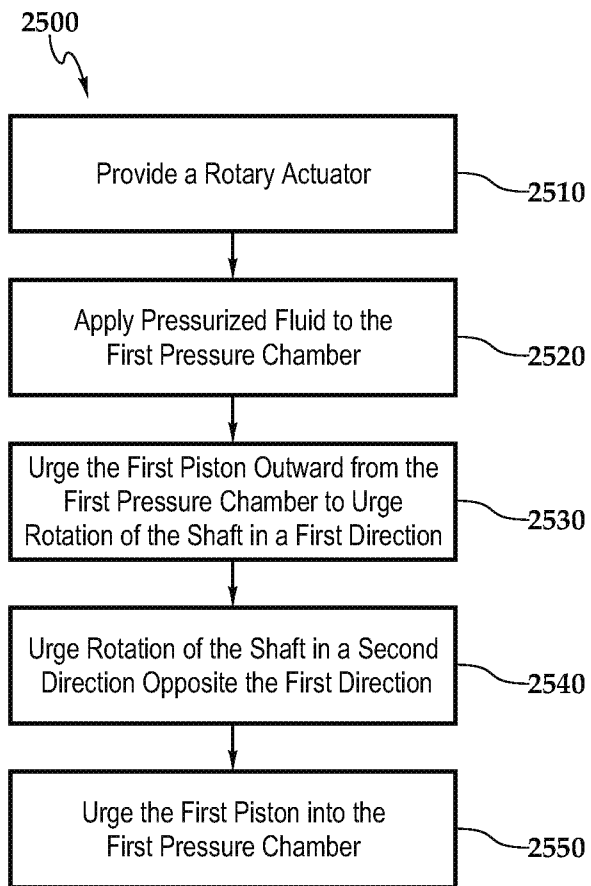 2500
Provide a Rotary Actuator
2510
Apply Pressurized Fluid to the
First Pressure Chamber
2520
Urge the First Piston Outward from the
First Pressure Chamber to Urge
Rotation of the Shaft in a First Direction
2530
Urge Rotation of the Shaft in a Second
Direction Opposite the First Direction
2540
Urge the First Piston into the
First Pressure Chamber
2550